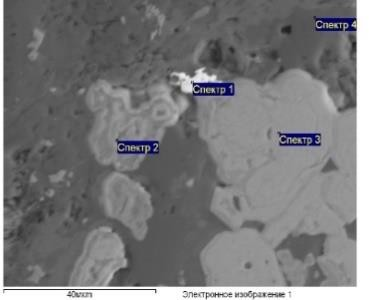 Спектр 4
Спектр 1
Спектр 3
Спектр 2
40мкm
Электронное изображение 1